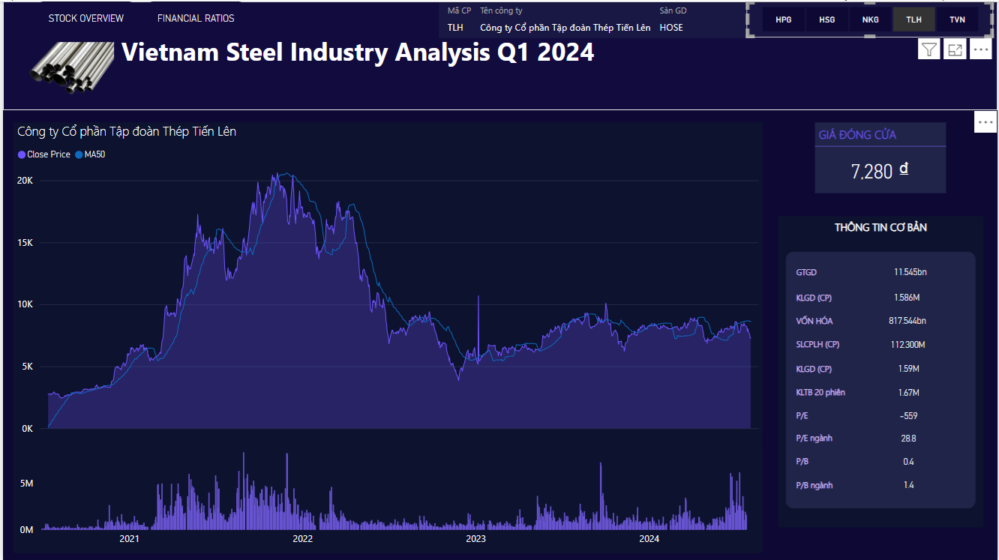 STOCK OVERVIEW
FINANCIAL RATIOS
Mã CP Tên công ty Sàn GD
TLH Công ty Cổ phần Tập đoàn Thép Tiến Lên HOSE
HPG HSG NKG TLH TVN
Vietnam Steel Industry Analysis Q1 2024
Công ty Cổ phần Tập đoàn Thép Tiến Lên
Close Price MA50
20K
15K
10K
5K
0K
5M
0M
2021 2022 2023 2024
GIÁ ĐÓNG CỬA
7,280 ₫
THÔNG TIN CƠ BẢN
GTGD 11.545bn
KLGD (CP) 1.586M
VỐN HÓA 817.544bn
SLCPLH (CP) 112.300M
KLGD (CP) 1.59M
KLTB 20 phiên 1.67M
P/E -559
P/E ngành 28.8
P/B 0.4
P/B ngành 1.4